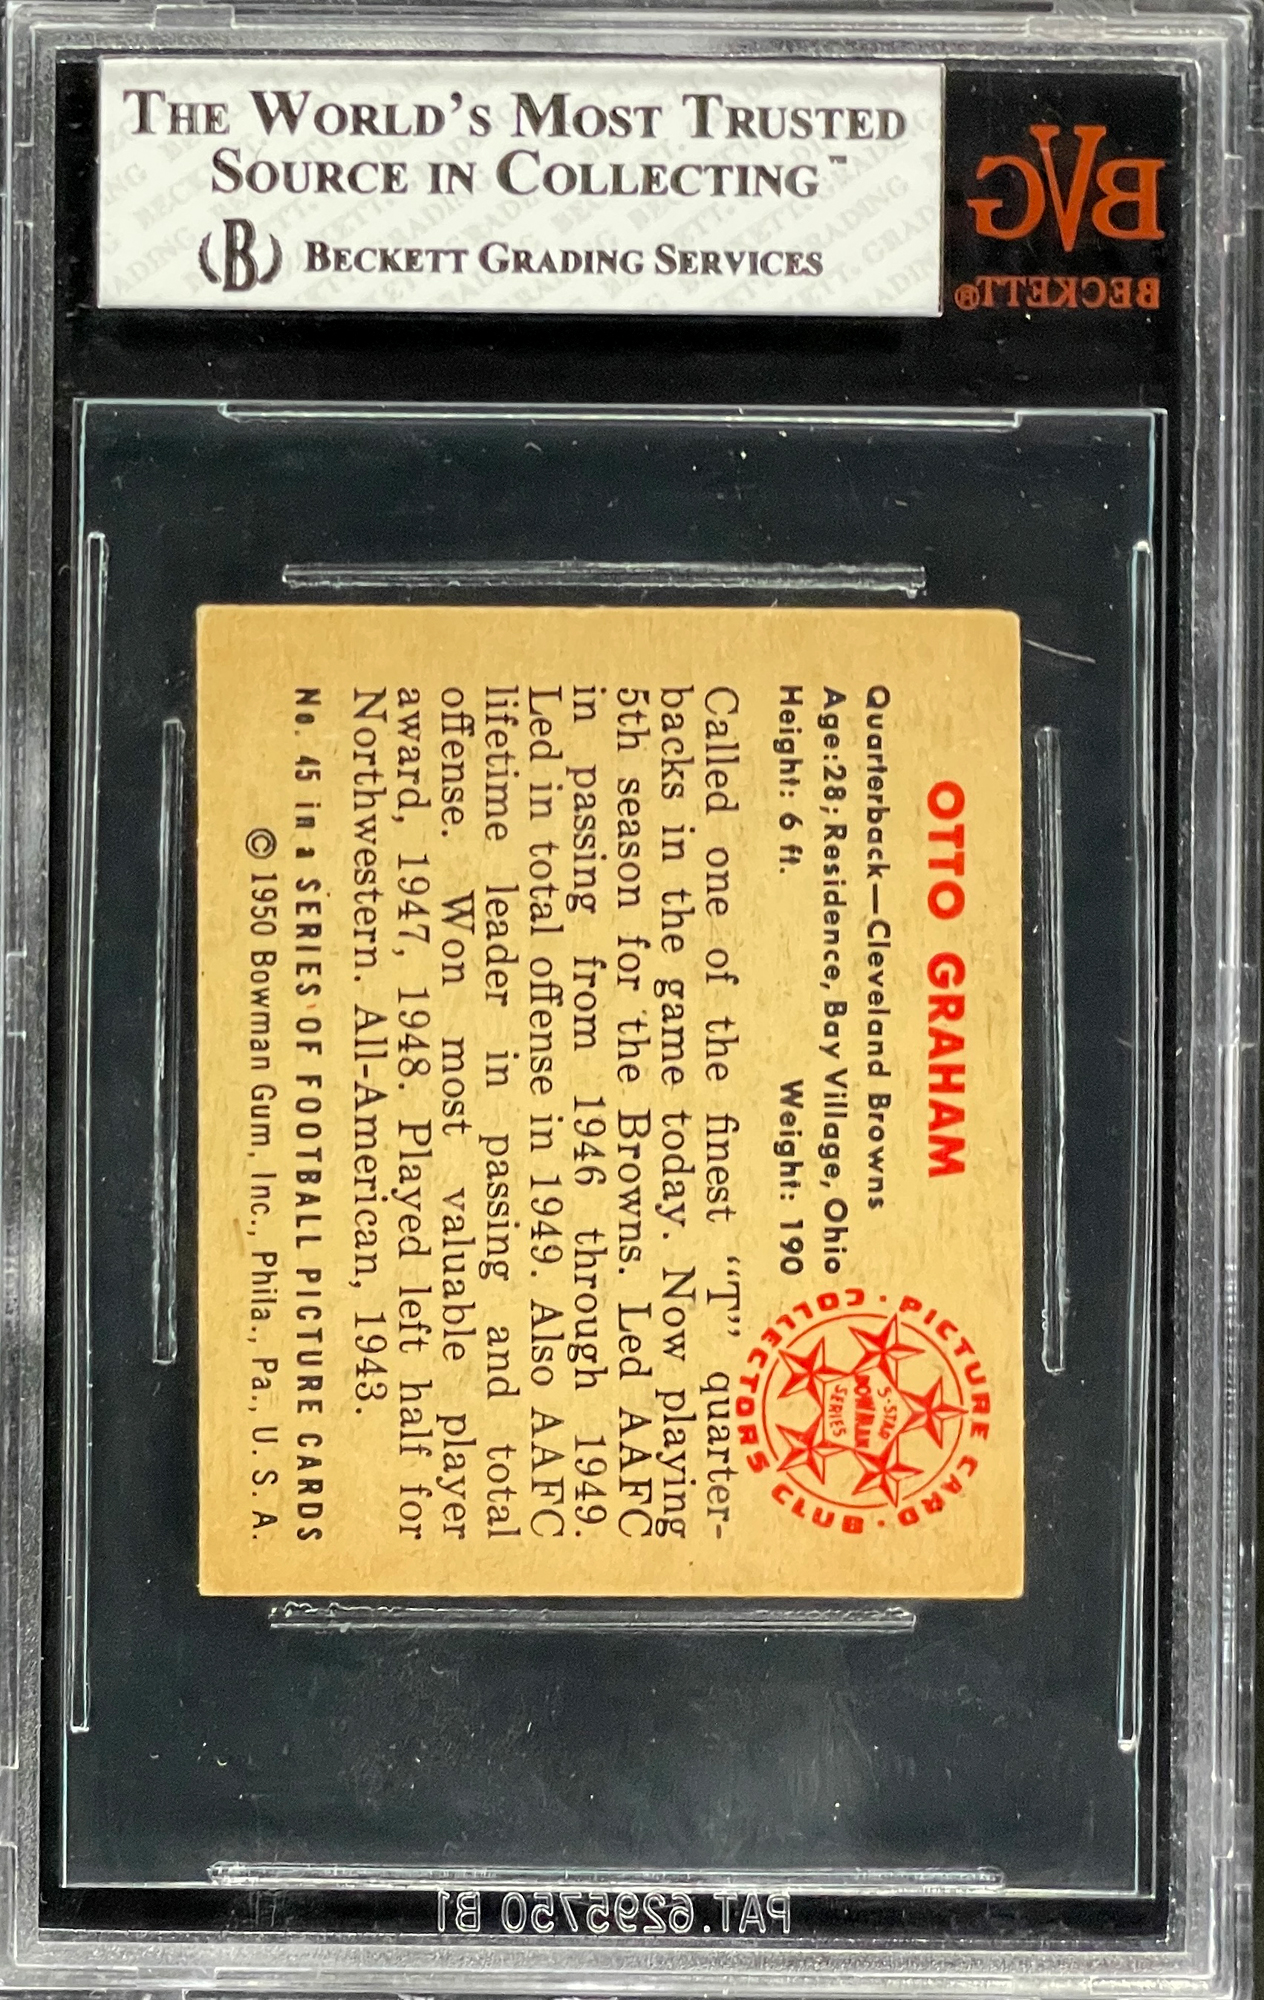 THE WORLD'S MOST TRUSTED
SOURCE IN COLLECTING™
(B) BECKETT GRADING SERVICES
BVG
BECKETT®
OTTO GRAHAM
Quarterback—Cleveland Browns
Age:28; Residence, Bay Village, Ohio
Height: 6 ft. Weight: 190
PICTURE CARD · COLLECTORS CLUB ·
5-STAR
BOWMAN
SERIES
Called one of the finest “T” quarter-
backs in the game today. Now playing
5th season for the Browns. Led AAFC
in passing from 1946 through 1949.
Led in total offense in 1949. Also AAFC
lifetime leader in passing and total
offense. Won most valuable player
award, 1947, 1948. Played left half for
Northwestern. All-American, 1943.
No. 45 in a SERIES OF FOOTBALL PICTURE CARDS
© 1950 Bowman Gum, Inc., Phila., Pa., U. S. A.
PAT. 6295750 B1